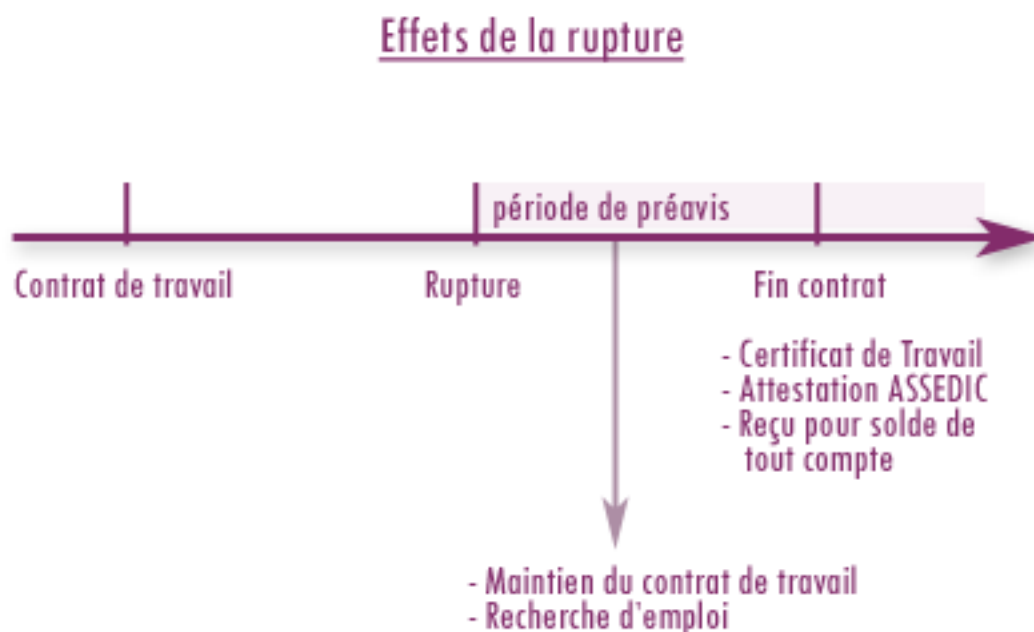 Effets de la rupture
période de préavis
Contrat de travail
Rupture
Fin contrat
- Certificat de Travail
- Attestation ASSEDIC
- Reçu pour solde de
tout compte
- Maintien du contrat de travail
- Recherche d'emploi